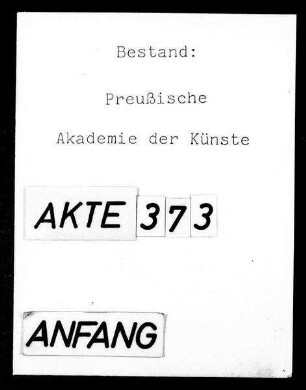 Bestand:
Preußische
Akademie der Künste
AKTE 373
ANFANG